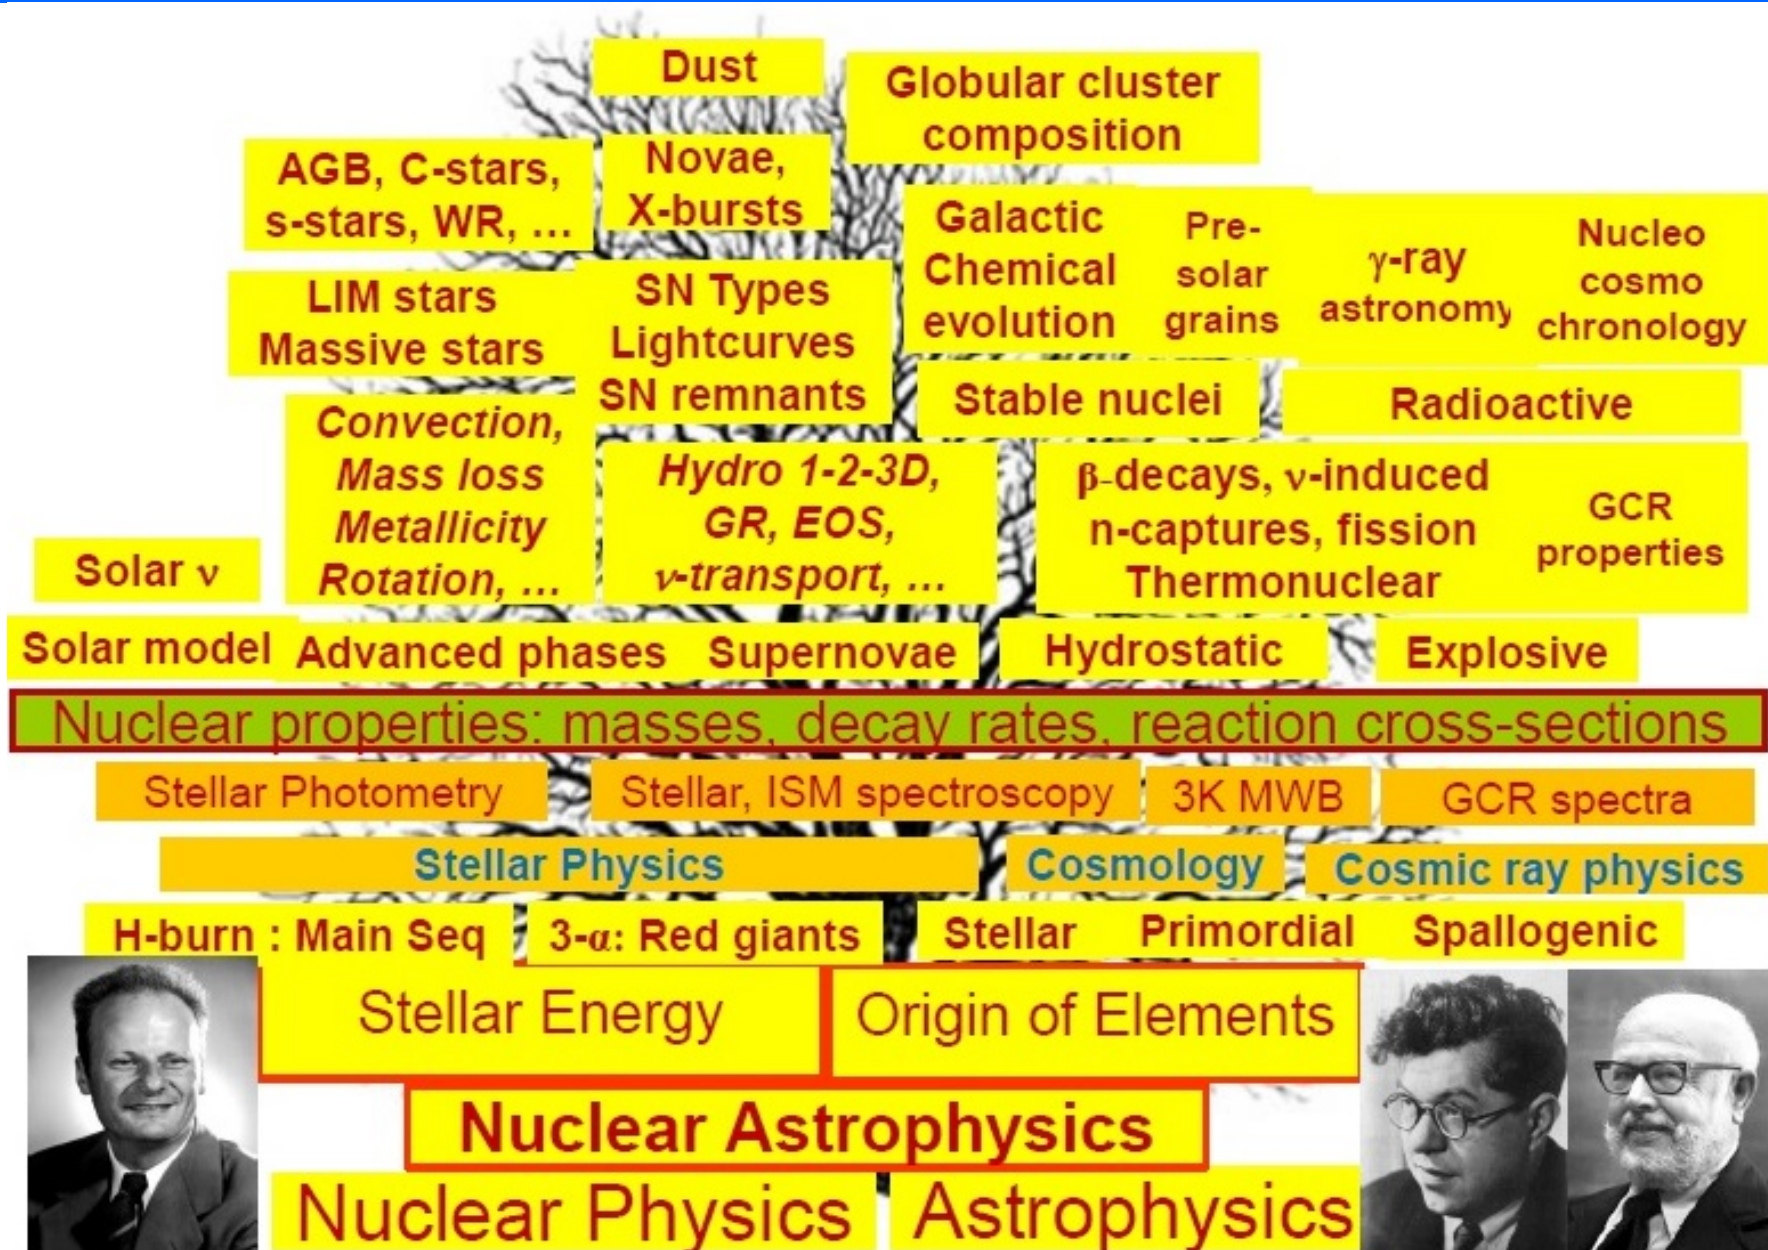 Dust
Globular cluster
composition
AGB, C-stars,
s-stars, WR, ...
Novae,
X-bursts
Galactic
Chemical
evolution
Pre-
solar
grains
γ-ray
astronomy
Nucleo
cosmo
chronology
LIM stars
Massive stars
SN Types
Lightcurves
SN remnants
Stable nuclei
Radioactive
Convection,
Mass loss
Metallicity
Rotation, ...
Hydro 1-2-3D,
GR, EOS,
ν-transport, ...
β-decays, ν-induced
n-captures, fission
Thermonuclear
GCR
properties
Solar ν
Solar model
Advanced phases
Supernovae
Hydrostatic
Explosive
Nuclear properties: masses, decay rates, reaction cross-sections
Stellar Photometry
Stellar, ISM spectroscopy
3K MWB
GCR spectra
Stellar Physics
Cosmology
Cosmic ray physics
H-burn : Main Seq
3-α: Red giants
Stellar
Primordial
Spallogenic
Stellar Energy
Origin of Elements
Nuclear Astrophysics
Nuclear Physics
Astrophysics